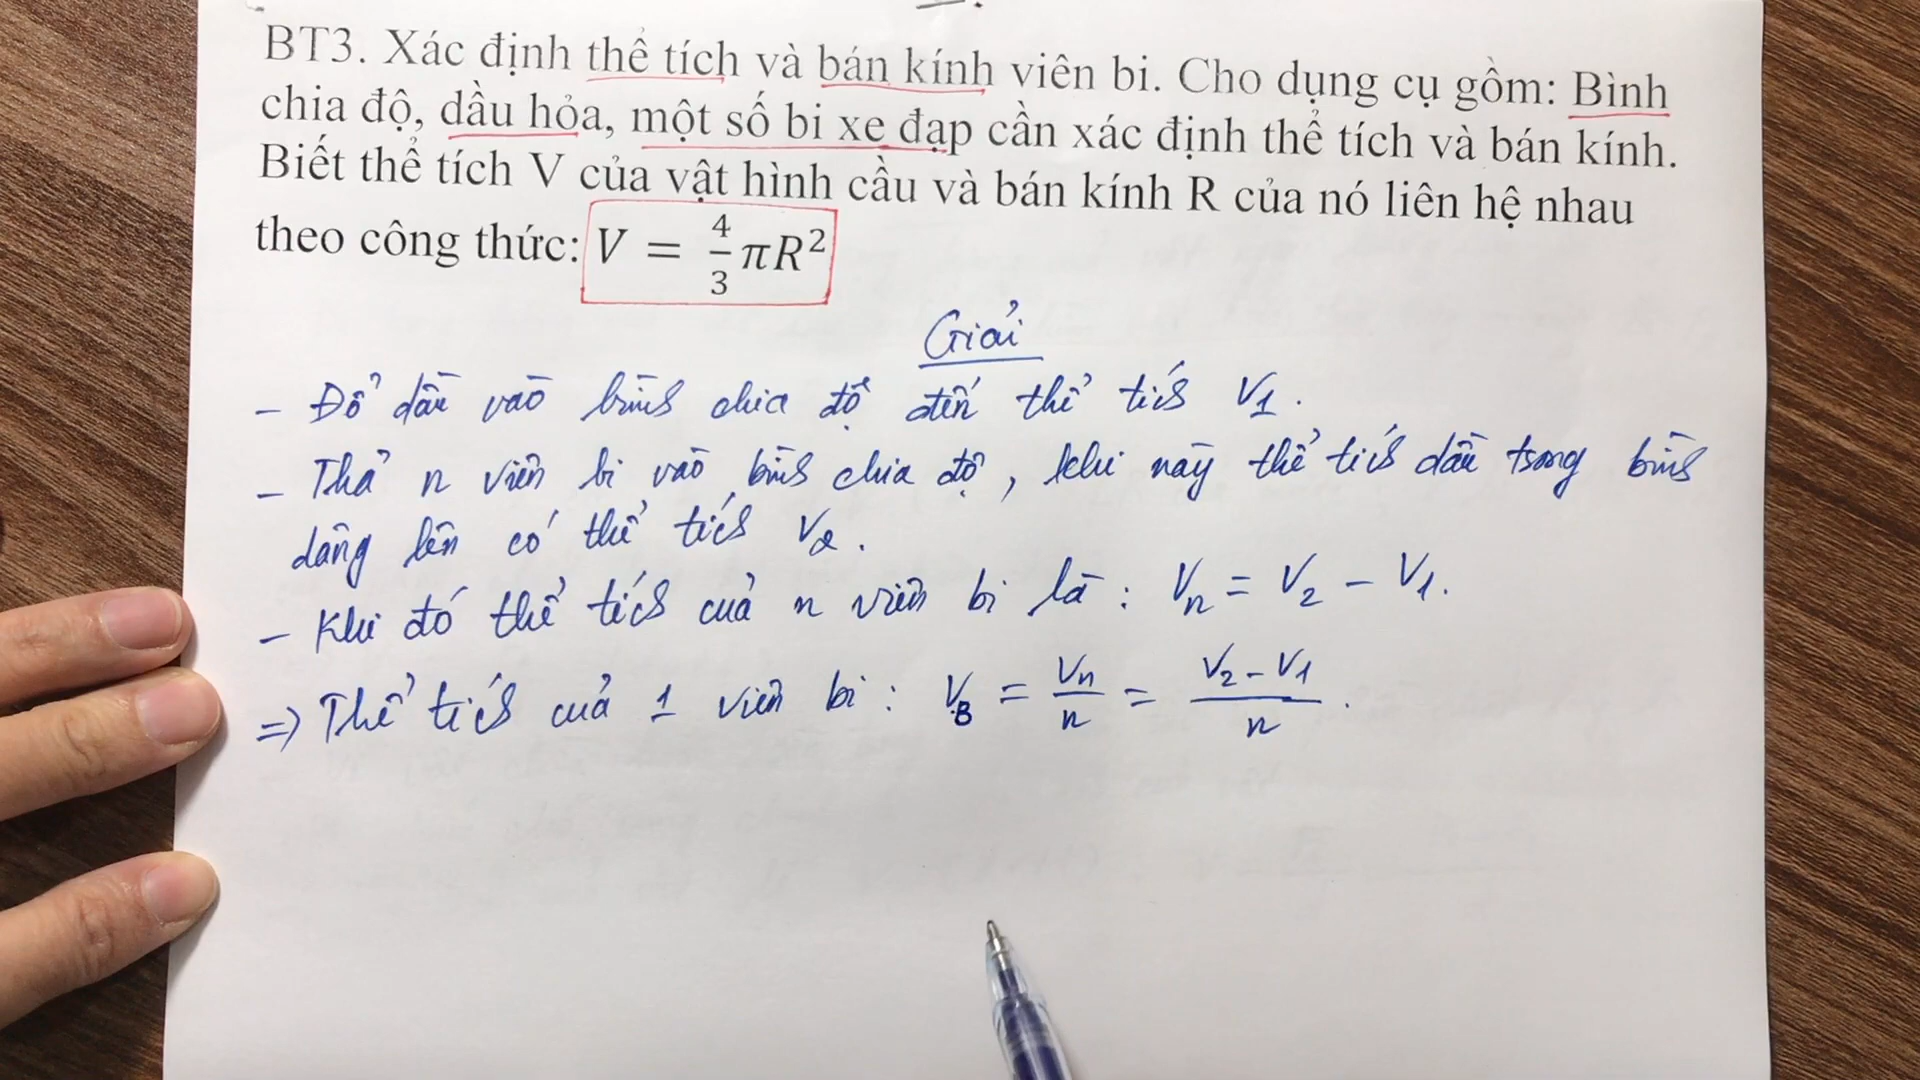 BT3. Xác định thể tích và bán kính viên bi. Cho dụng cụ gồm: Bình
chia độ, dầu hỏa, một số bi xe đạp cần xác định thể tích và bán kính.
Biết thể tích V của vật hình cầu và bán kính R của nó liên hệ nhau
theo công thức: V = 4/3 πR²
Giải
- Đổ dầu vào bình chia độ đến thể tích V₁.
- Thả n viên bi vào bình chia độ, khi này thể tích dầu trong bình
dâng lên có thể tích V₂.
- Khi đó thể tích của n viên bi là: Vₙ = V₂ - V₁.
=> Thể tích của 1 viên bi: V_B = Vₙ/n = (V₂ - V₁)/n.